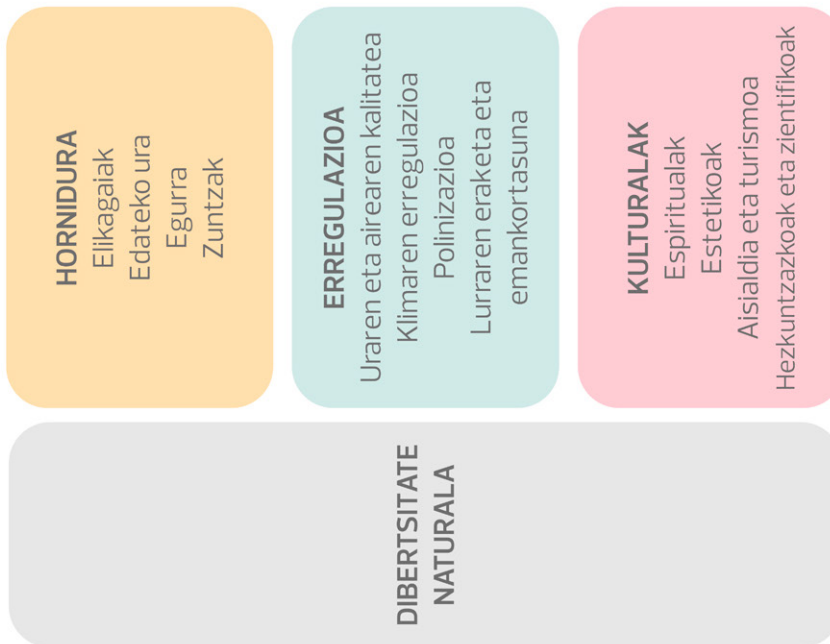 HORNIDURA
Elikagaiak
Edateko ura
Egurra
Zuntzak
ERREGULAZIOA
Uraren eta airearen kalitatea
Klimaren erregulazioa
Polinizazioa
Lurraren eraketa eta
emankortasuna
KULTURALAK
Espiritualak
Estetikoak
Aisialdia eta turismoa
Hezkuntzazkoak eta zientifikoak
DIBERTSITATE
NATURALA